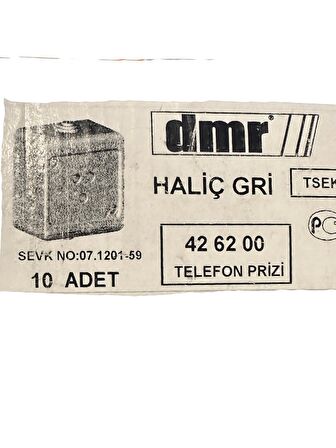 dmr®
HALİÇ GRİ
TSEK
42 62 00
TELEFON PRİZİ
SEVK NO:07.1201-59
10 ADET